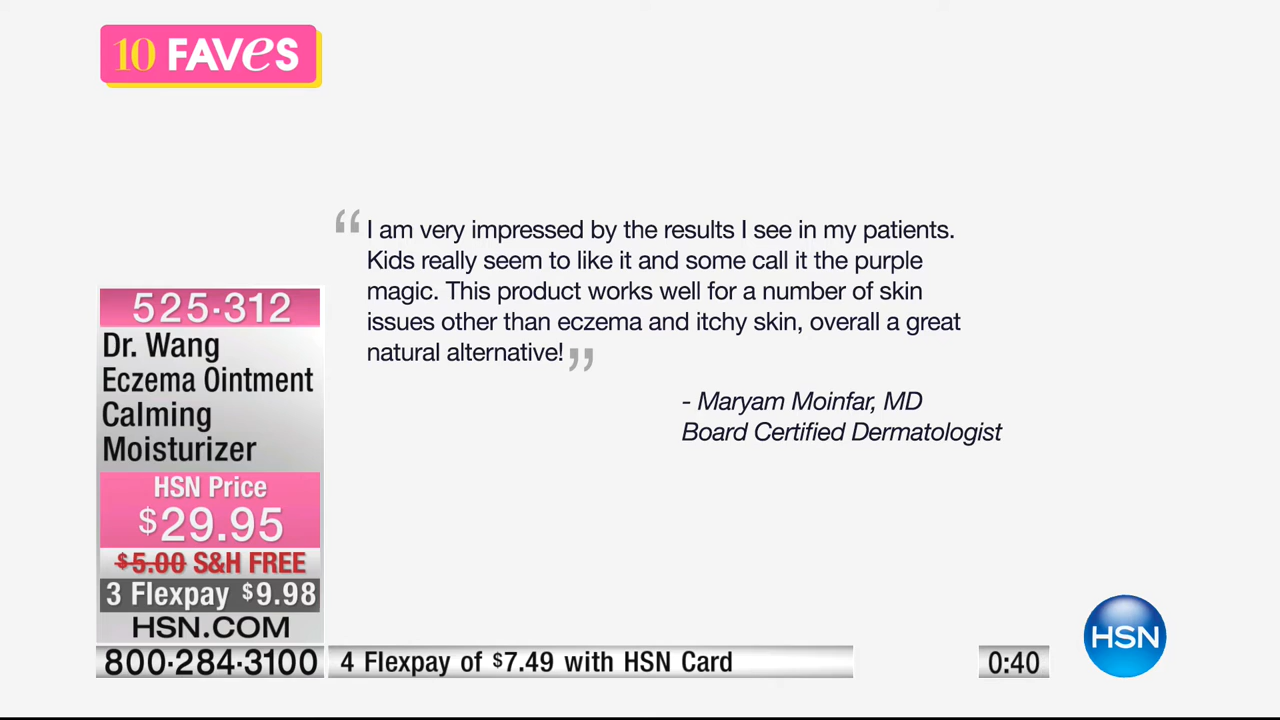 10 FAVes
“I am very impressed by the results I see in my patients.
Kids really seem to like it and some call it the purple
magic. This product works well for a number of skin
issues other than eczema and itchy skin, overall a great
natural alternative!”
- Maryam Moinfar, MD
Board Certified Dermatologist
525·312
Dr. Wang
Eczema Ointment
Calming
Moisturizer
HSN Price
$29.95
$5.00 S&H FREE
3 Flexpay $9.98
HSN.COM
800·284·3100
4 Flexpay of $7.49 with HSN Card
0:40
HSN